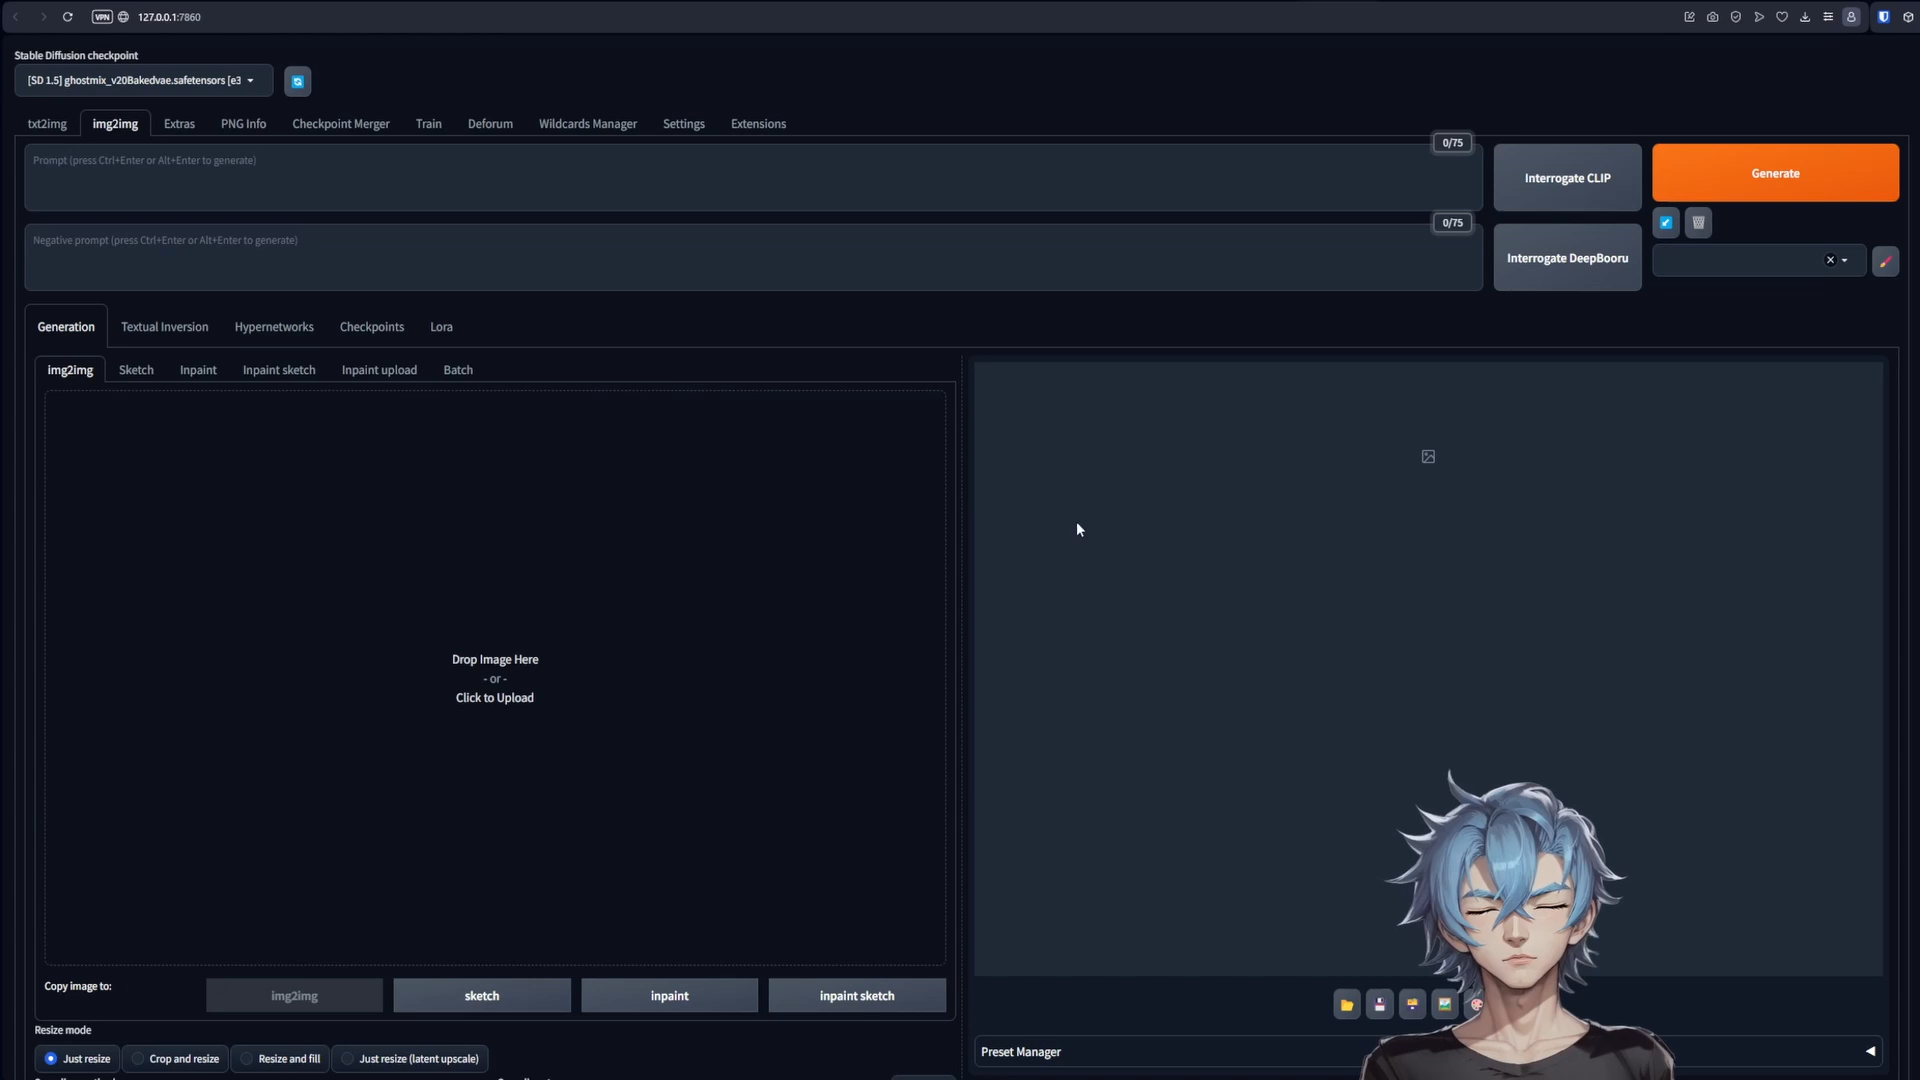 VPN 127.0.0.1:7860
Stable Diffusion checkpoint
[SD 1.5] ghostmix_v20Bakedvae.safetensors [e3
txt2img img2img Extras PNG Info Checkpoint Merger Train Deforum Wildcards Manager Settings Extensions
0/75
Prompt (press Ctrl+Enter or Alt+Enter to generate)
Interrogate CLIP
Generate
0/75
Negative prompt (press Ctrl+Enter or Alt+Enter to generate)
Interrogate DeepBooru
Generation Textual Inversion Hypernetworks Checkpoints Lora
img2img Sketch Inpaint Inpaint sketch Inpaint upload Batch
Drop Image Here
- or -
Click to Upload
Copy image to: img2img sketch inpaint inpaint sketch
Resize mode
Just resize Crop and resize Resize and fill Just resize (latent upscale)
Preset Manager